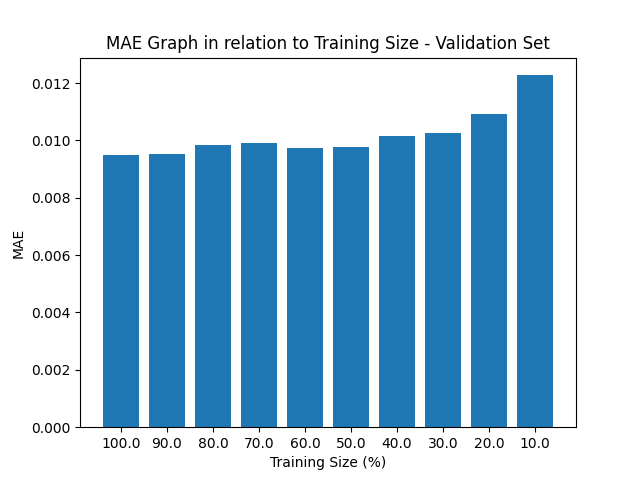 MAE Graph in relation to Training Size - Validation Set
0.012
0.010
0.008
0.006
0.004
0.002
0.000
MAE
100.0 90.0 80.0 70.0 60.0 50.0 40.0 30.0 20.0 10.0
Training Size (%)